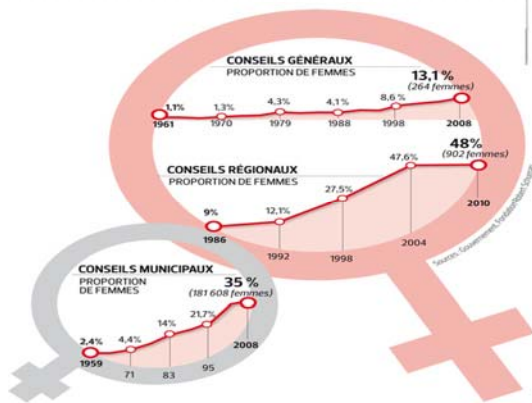 CONSEILS GÉNÉRAUX
PROPORTION DE FEMMES
13,1 %
(264 femmes)
1,1% 1,3% 4,3% 4,1% 8,6%
1961 1970 1979 1988 1998 2008
CONSEILS RÉGIONAUX
PROPORTION DE FEMMES
48%
(902 femmes)
9% 12,1% 27,5% 47,6%
1986 1992 1998 2004 2010
CONSEILS MUNICIPAUX
PROPORTION
DE FEMMES
35 %
(181 608 femmes)
2,4% 4,4% 14% 21,7%
1959 71 83 95 2008
Sources : Gouvernement, Fondation